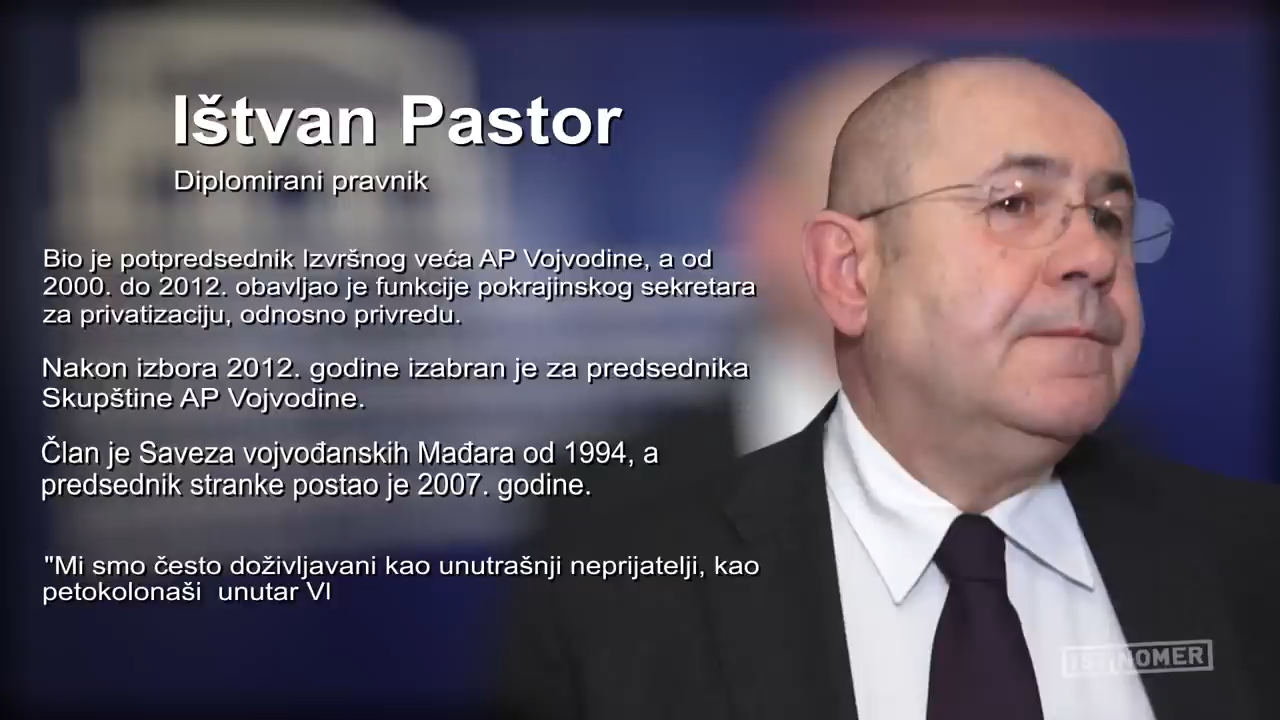 Ištvan Pastor
Diplomirani pravnik
Bio je potpredsednik Izvršnog veća AP Vojvodine, a od
2000. do 2012. obavljao je funkcije pokrajinskog sekretara
za privatizaciju, odnosno privredu.
Nakon izbora 2012. godine izabran je za predsednika
Skupštine AP Vojvodine.
Član je Saveza vojvođanskih Mađara od 1994, a
predsednik stranke postao je 2007. godine.
"Mi smo često doživljavani kao unutrašnji neprijatelji, kao
petokolonaši unutar Vl
ISTINOMER